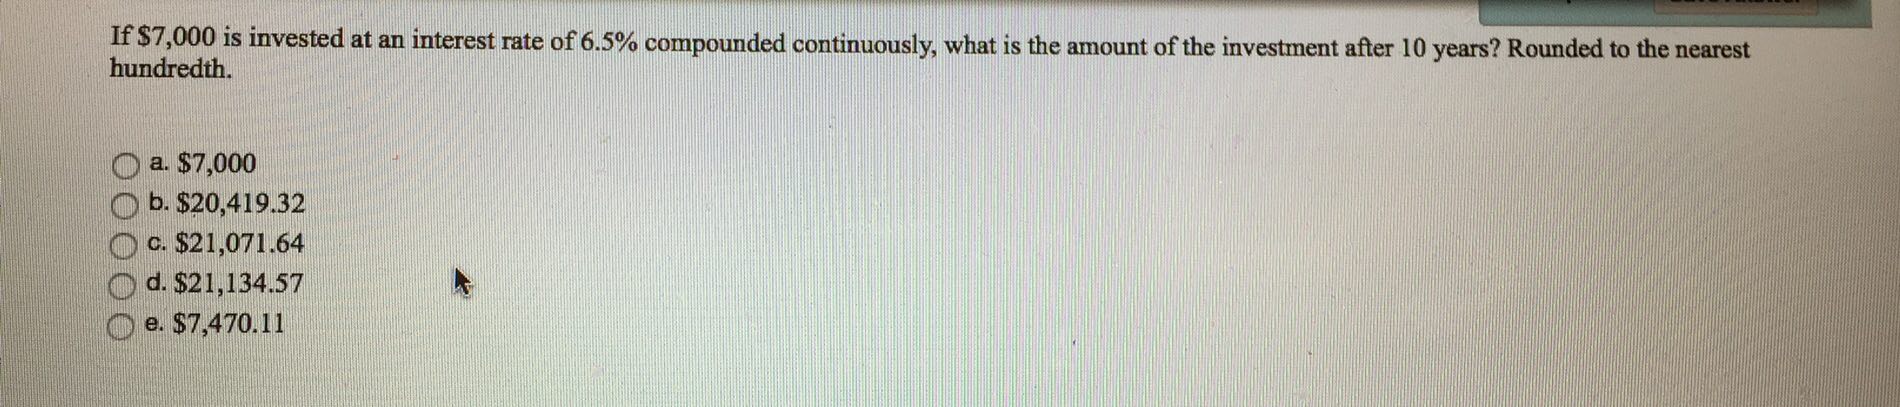 If $7,000 is invested at an interest rate of 6.5% compounded continuously, what is the amount of the investment after 10 years? Rounded to the nearest
hundredth.
a. $7,000
b. $20,419.32
c. $21,071.64
d. $21,134.57
e. $7,470.11